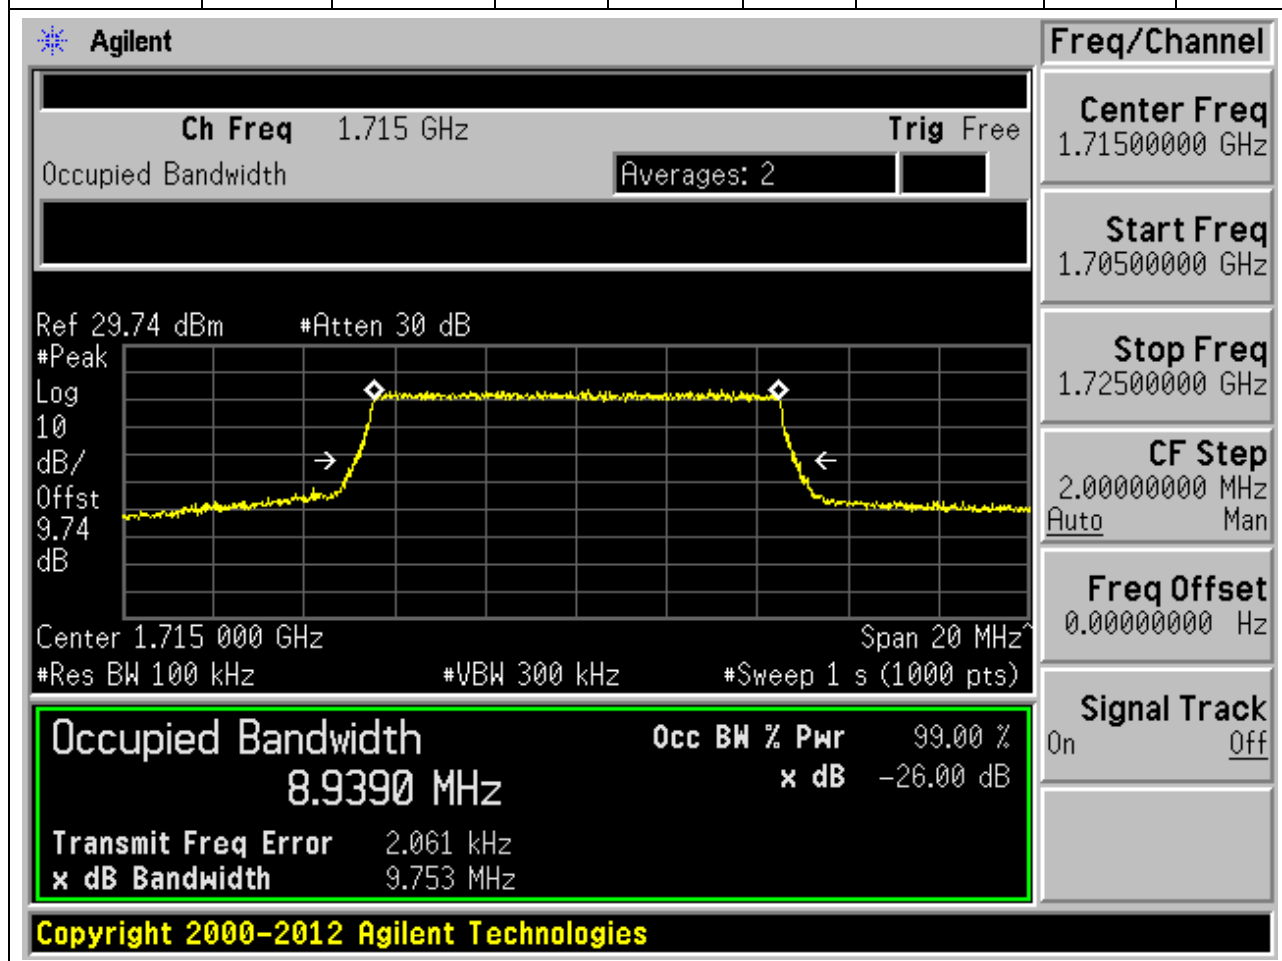 Agilent
Freq/Channel
Ch Freq 1.715 GHz Trig Free
Occupied Bandwidth Averages: 2
Center Freq
1.71500000 GHz
Start Freq
1.70500000 GHz
Stop Freq
1.72500000 GHz
CF Step
2.00000000 MHz
Auto Man
Freq Offset
0.00000000 Hz
Signal Track
On Off
Ref 29.74 dBm #Atten 30 dB
#Peak
Log
10
dB/
Offst
9.74
dB
Center 1.715 000 GHz Span 20 MHz^
#Res BW 100 kHz #VBW 300 kHz #Sweep 1 s (1000 pts)
Occupied Bandwidth Occ BW % Pwr 99.00 %
8.9390 MHz x dB -26.00 dB
Transmit Freq Error 2.061 kHz
x dB Bandwidth 9.753 MHz
Copyright 2000-2012 Agilent Technologies